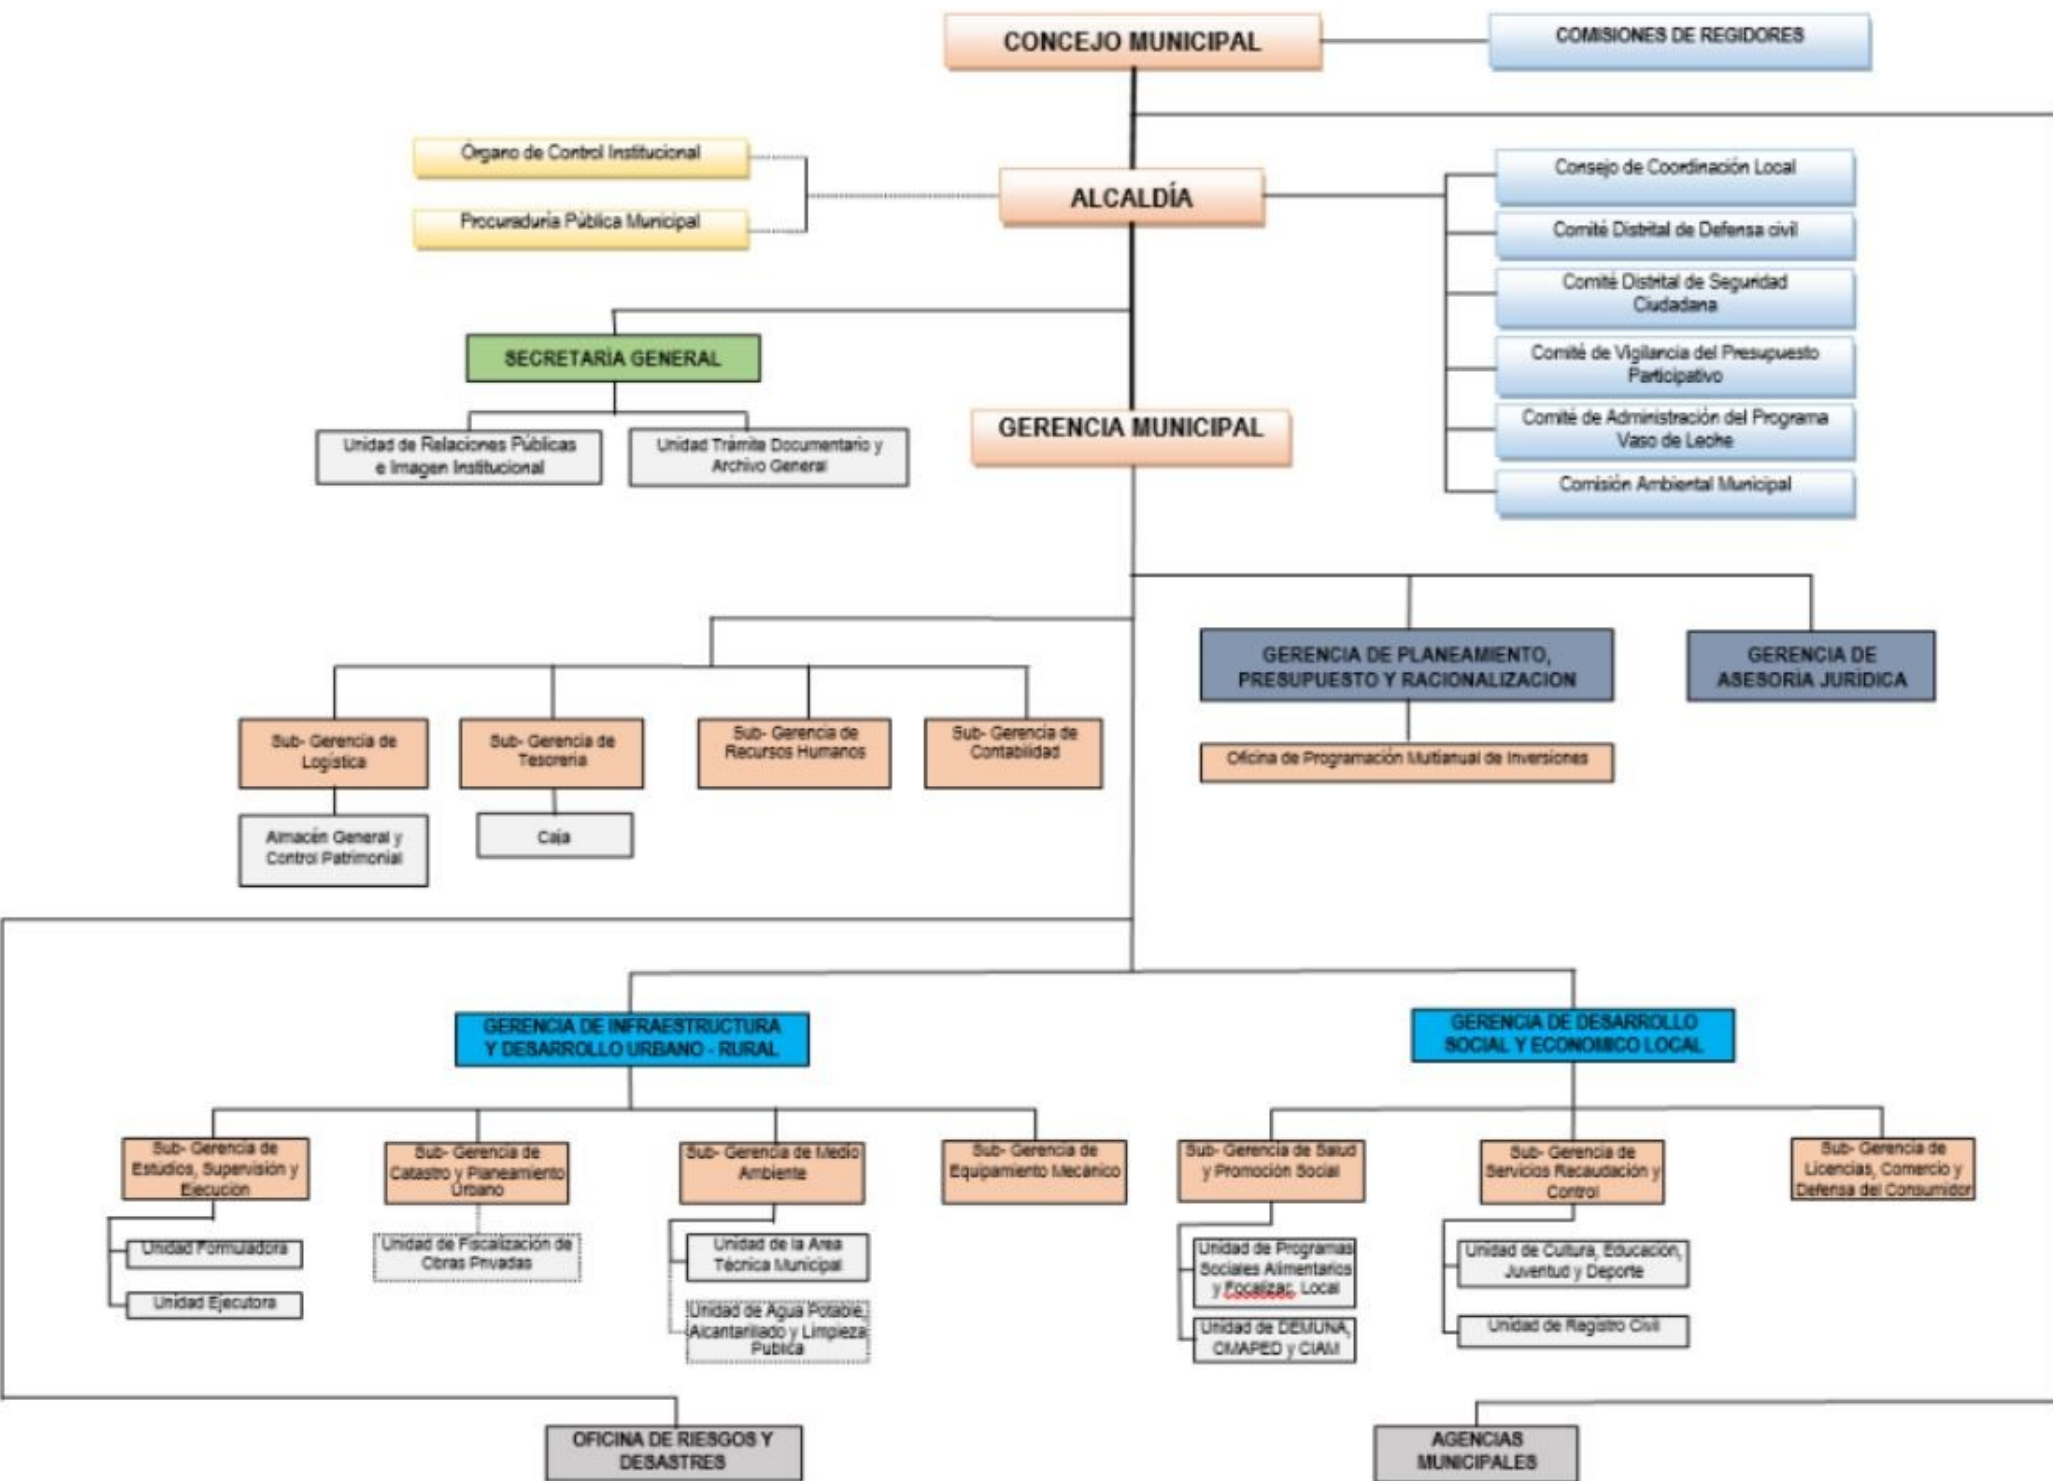 CONCEJO MUNICIPAL
COMISIONES DE REGIDORES
Órgano de Control Institucional
Procuraduría Pública Municipal
ALCALDÍA
Consejo de Coordinación Local
Comité Distrital de Defensa civil
Comité Distrital de Seguridad
Ciudadana
Comité de Vigilancia del Presupuesto
Participativo
Comité de Administración del Programa
Vaso de Leche
Comisión Ambiental Municipal
SECRETARÍA GENERAL
Unidad de Relaciones Públicas
e Imagen Institucional
Unidad Trámite Documentario y
Archivo General
GERENCIA MUNICIPAL
GERENCIA DE PLANEAMIENTO,
PRESUPUESTO Y RACIONALIZACION
GERENCIA DE
ASESORÍA JURÍDICA
Oficina de Programación Multianual de Inversiones
Sub- Gerencia de
Logística
Sub- Gerencia de
Tesorería
Sub- Gerencia de
Recursos Humanos
Sub- Gerencia de
Contabilidad
Almacén General y
Control Patrimonial
Caja
GERENCIA DE INFRAESTRUCTURA
Y DESARROLLO URBANO - RURAL
GERENCIA DE DESARROLLO
SOCIAL Y ECONOMICO LOCAL
Sub- Gerencia de
Estudios, Supervisión y
Ejecución
Sub- Gerencia de
Catastro y Planeamiento
Urbano
Sub- Gerencia de Medio
Ambiente
Sub- Gerencia de
Equipamiento Mecánico
Sub- Gerencia de Salud
y Promoción Social
Sub- Gerencia de
Servicios Recaudación y
Control
Sub- Gerencia de
Licencias, Comercio y
Defensa del Consumidor
Unidad Formuladora
Unidad Ejecutora
Unidad de Fiscalización de
Obras Privadas
Unidad de la Area
Técnica Municipal
Unidad de Agua Potable,
Alcantarillado y Limpieza
Publica
Unidad de Programas
Sociales Alimentarios
y Focalizac. Local
Unidad de DEMUNA,
OMAPED y CIAM
Unidad de Cultura, Educación,
Juventud y Deporte
Unidad de Registro Civil
OFICINA DE RIESGOS Y
DESASTRES
AGENCIAS
MUNICIPALES